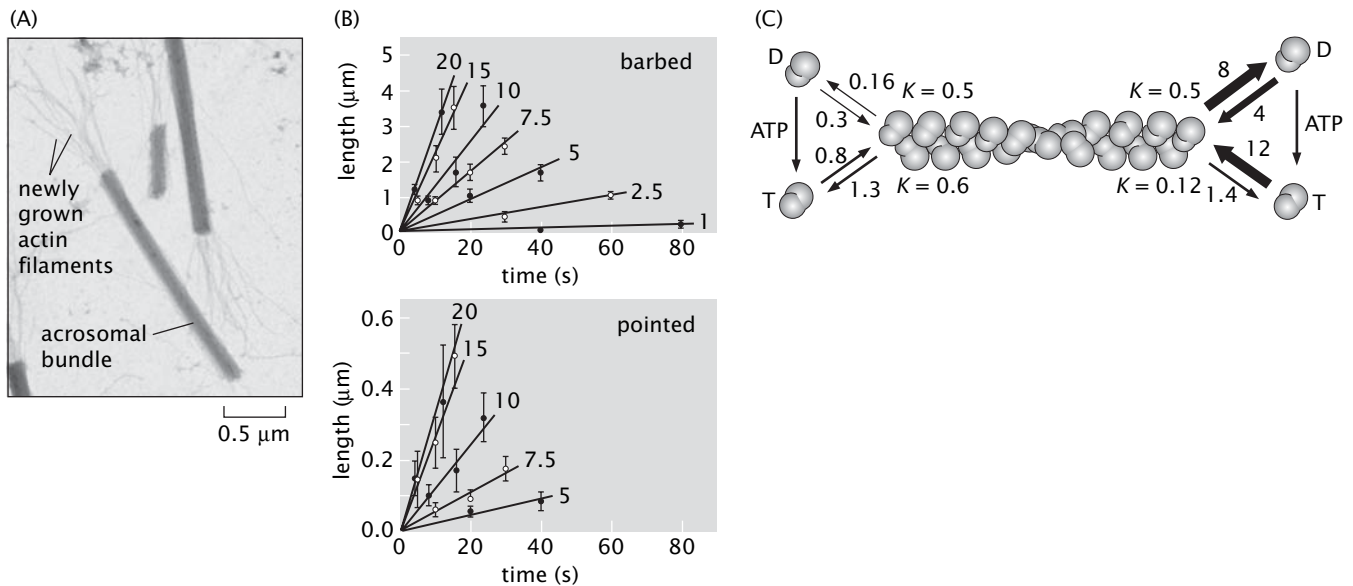 (A)
newly
grown
actin
filaments
acrosomal
bundle
0.5 μm
(B)
length (μm)
5
4
3
2
1
0
0 20 40 60 80
time (s)
barbed
20
15
10
7.5
5
2.5
1
length (μm)
0.6
0.4
0.2
0.0
0 20 40 60 80
time (s)
pointed
20
15
10
7.5
5
(C)
D
0.16
K = 0.5
0.3
ATP
0.8
T
1.3
K = 0.6
K = 0.5
8
D
4
ATP
12
K = 0.12
1.4
T